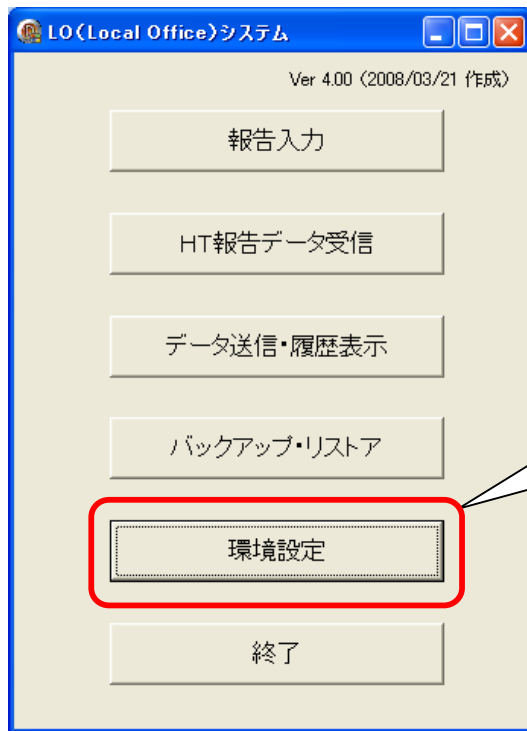 LO(Local Office)システム
Ver 4.00 (2008/03/21 作成)
報告入力
HT報告データ受信
データ送信・履歴表示
バックアップ・リストア
環境設定
終了